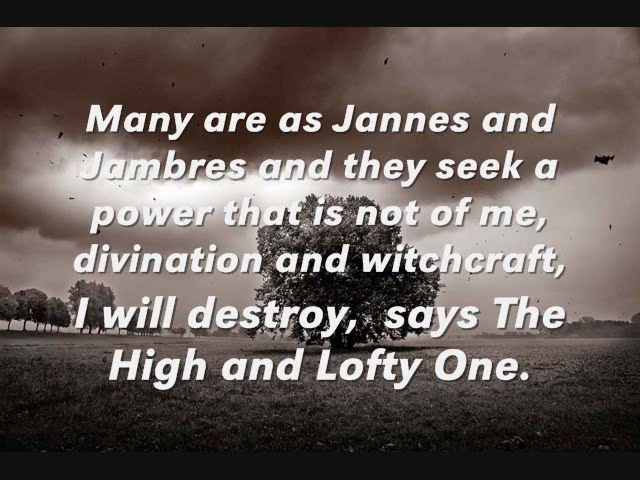 Many are as Jannes and
Jambres and they seek a
power that is not of me,
divination and witchcraft,
I will destroy,  says The
High and Lofty One.